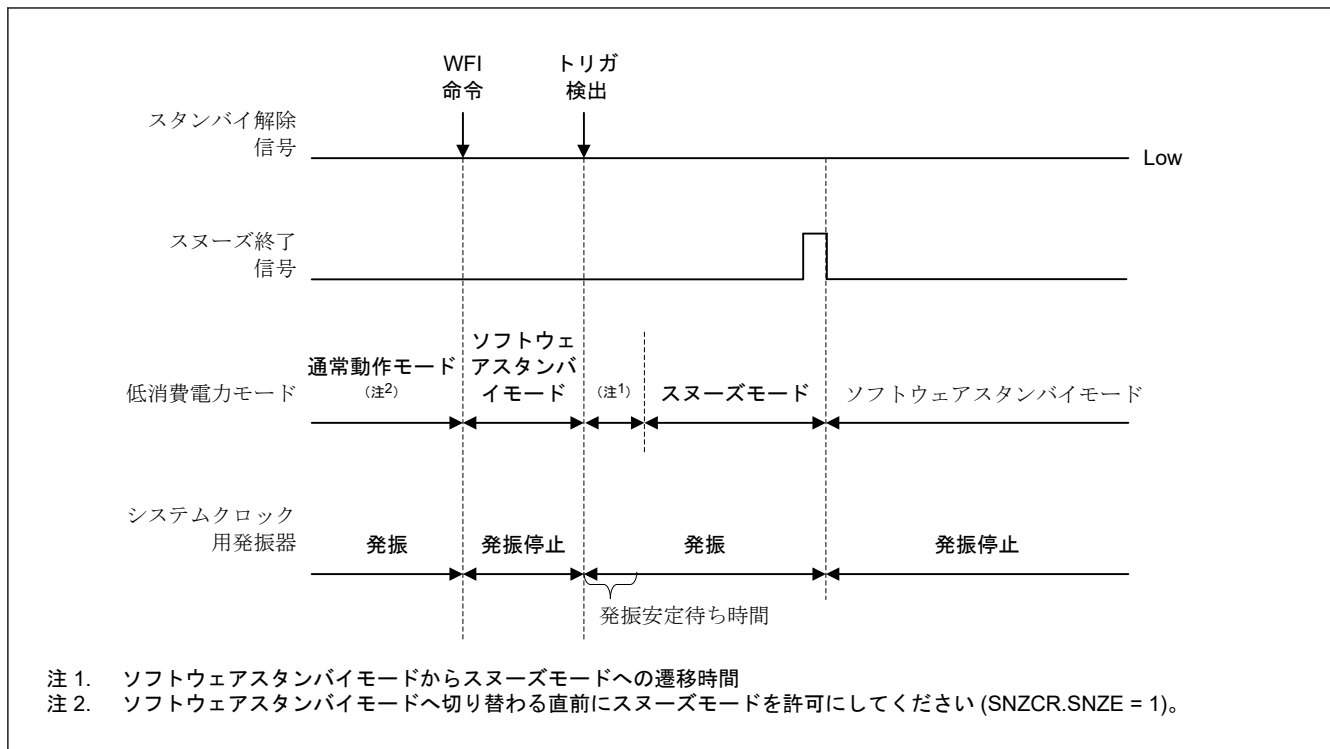 WFI
命令
トリガ
検出
スタンバイ解除
信号
Low
スヌーズ終了
信号
低消費電力モード
通常動作モード
(注2)
ソフトウェ
アスタンバ
イモード
(注1)
スヌーズモード
ソフトウェアスタンバイモード
システムクロック
用発振器
発振
発振停止
発振
発振停止
発振安定待ち時間
注 1. ソフトウェアスタンバイモードからスヌーズモードへの遷移時間
注 2. ソフトウェアスタンバイモードへ切り替わる直前にスヌーズモードを許可にしてください (SNZCR.SNZE = 1)。